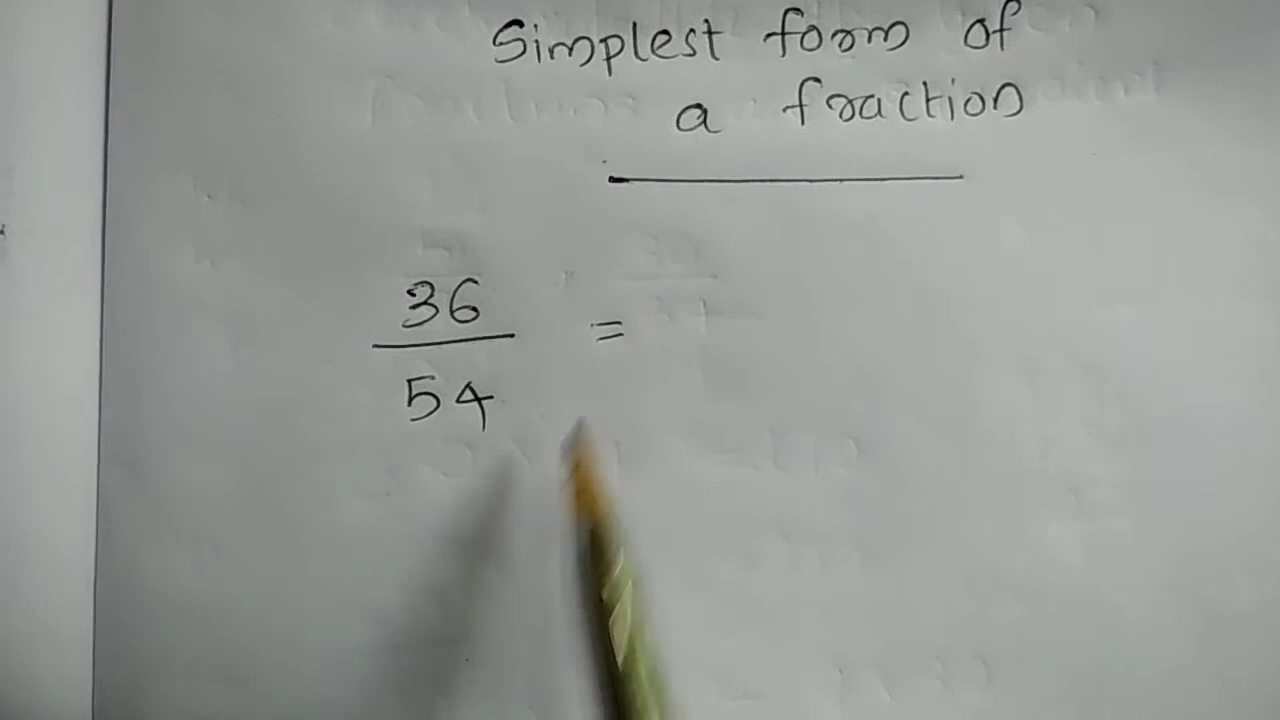 Simplest form of
a fraction
36
54
=